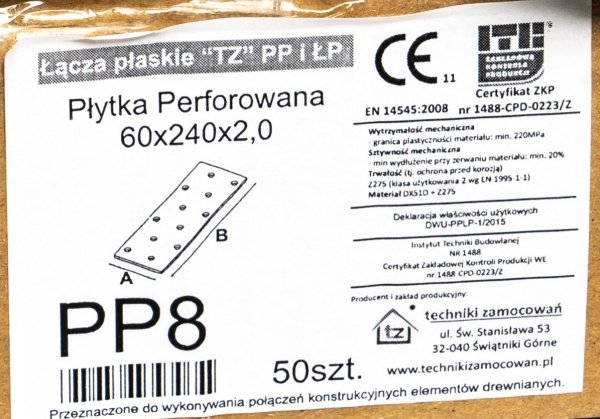 Łącza płaskie "TZ" PP i ŁP
Płytka Perforowana
60x240x2,0
A
B
PP8
50szt.
Przeznaczone do wykonywania połączeń konstrukcyjnych elementów drewnianych.
CE 11
EN 14545:2008
ITB
ZAKŁADOWA
KONTROLA
PRODUKCJI
Certyfikat ZKP
nr 1488-CPD-0223/Z
Wytrzymałość mechaniczna
- granica plastyczności materiału: min. 220MPa
Sztywność mechaniczna
- min wydłużenie przy zerwaniu materiału: min. 20%
Trwałość (tj. ochrona przed korozją)
Z275 (klasa użytkowania 2 wg EN 1995-1-1)
Materiał DX51D + Z275
Deklaracja właściwości użytkowych
DWU-PPLP-1/2015
Instytut Techniki Budowlanej
NR 1488
Certyfikat Zakładowej Kontroli Produkcji WE
nr 1488 CPD-0223/Z
Producent i zakład produkcyjny:
tz
techniki zamocowań
ul. Św. Stanisława 53
32-040 Świątniki Górne
www.technikizamocowan.pl